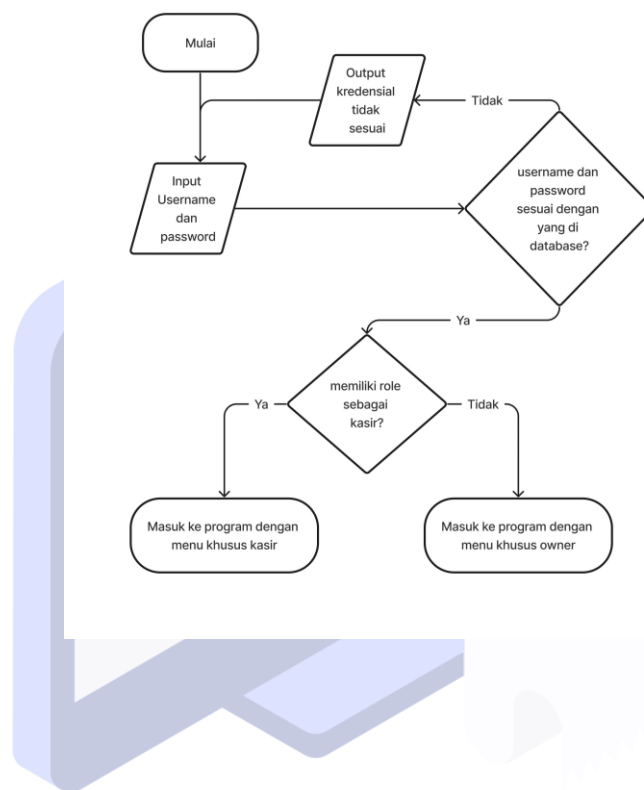 Mulai
Output
kredensial
tidak
sesuai
Tidak
Input
Username
dan
password
username dan
password
sesuai dengan
yang di
database?
Ya
memiliki role
sebagai
kasir?
Ya
Tidak
Masuk ke program dengan
menu khusus kasir
Masuk ke program dengan
menu khusus owner